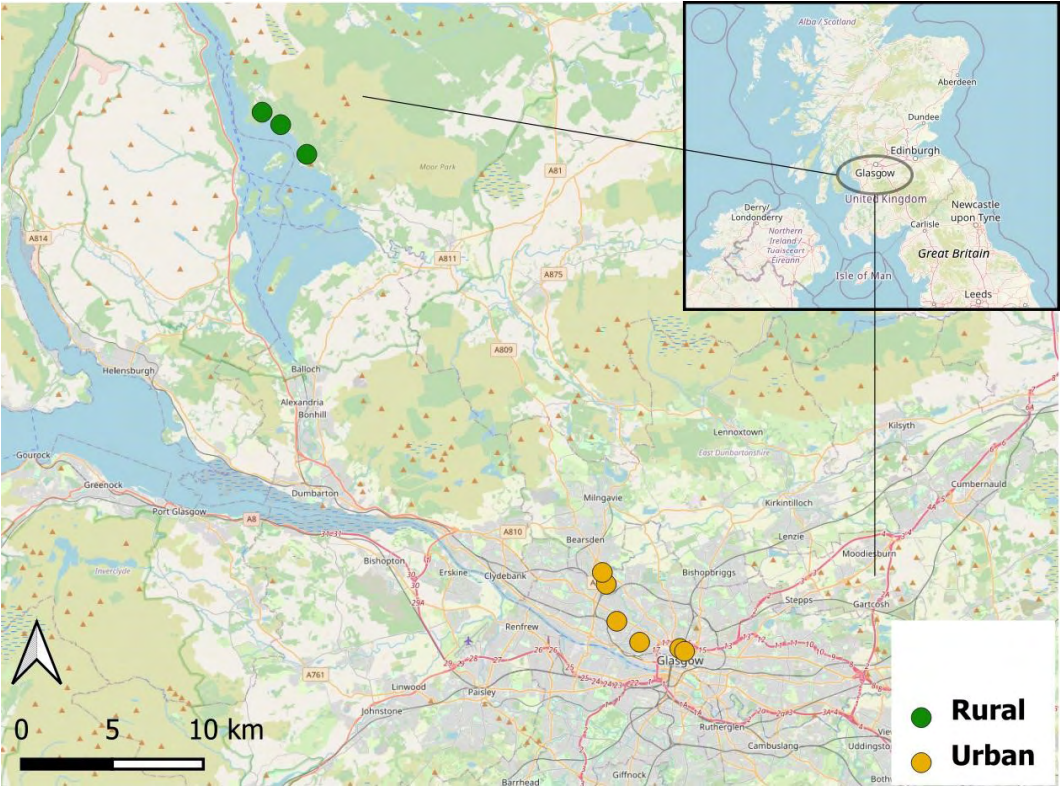 Alba / Scotland
Aberdeen
Dundee
Edinburgh
Glasgow
United Kingdom
Derry/
Londonderry
Newcastle
upon Tyne
Carlisle
Northern
Ireland /
Tuaisceart
Éireann
Great Britain
Isle of Man
Leeds
Moor Park
A81
A814
A811
A875
A809
Helensburgh
Balloch
Alexandria
Bonhill
Kilsyth
Lennoxtown
East Dunbartonshire
Gourock
Greenock
Port Glasgow
Dumbarton
A8
Milngavie
Kirkintilloch
Cumbernauld
A810
Bearsden
Lenzie
Moodiesburn
Bishopton
Inverclyde
Erskine
Clydebank
Bishopbriggs
Stepps
Gartcosh
Renfrew
Glasgow
A761
Linwood
Paisley
Johnstone
Rutherglen
Cambuslang
Uddingsto
Giffnock
Barrhead
Both
0 5 10 km
Rural
Urban